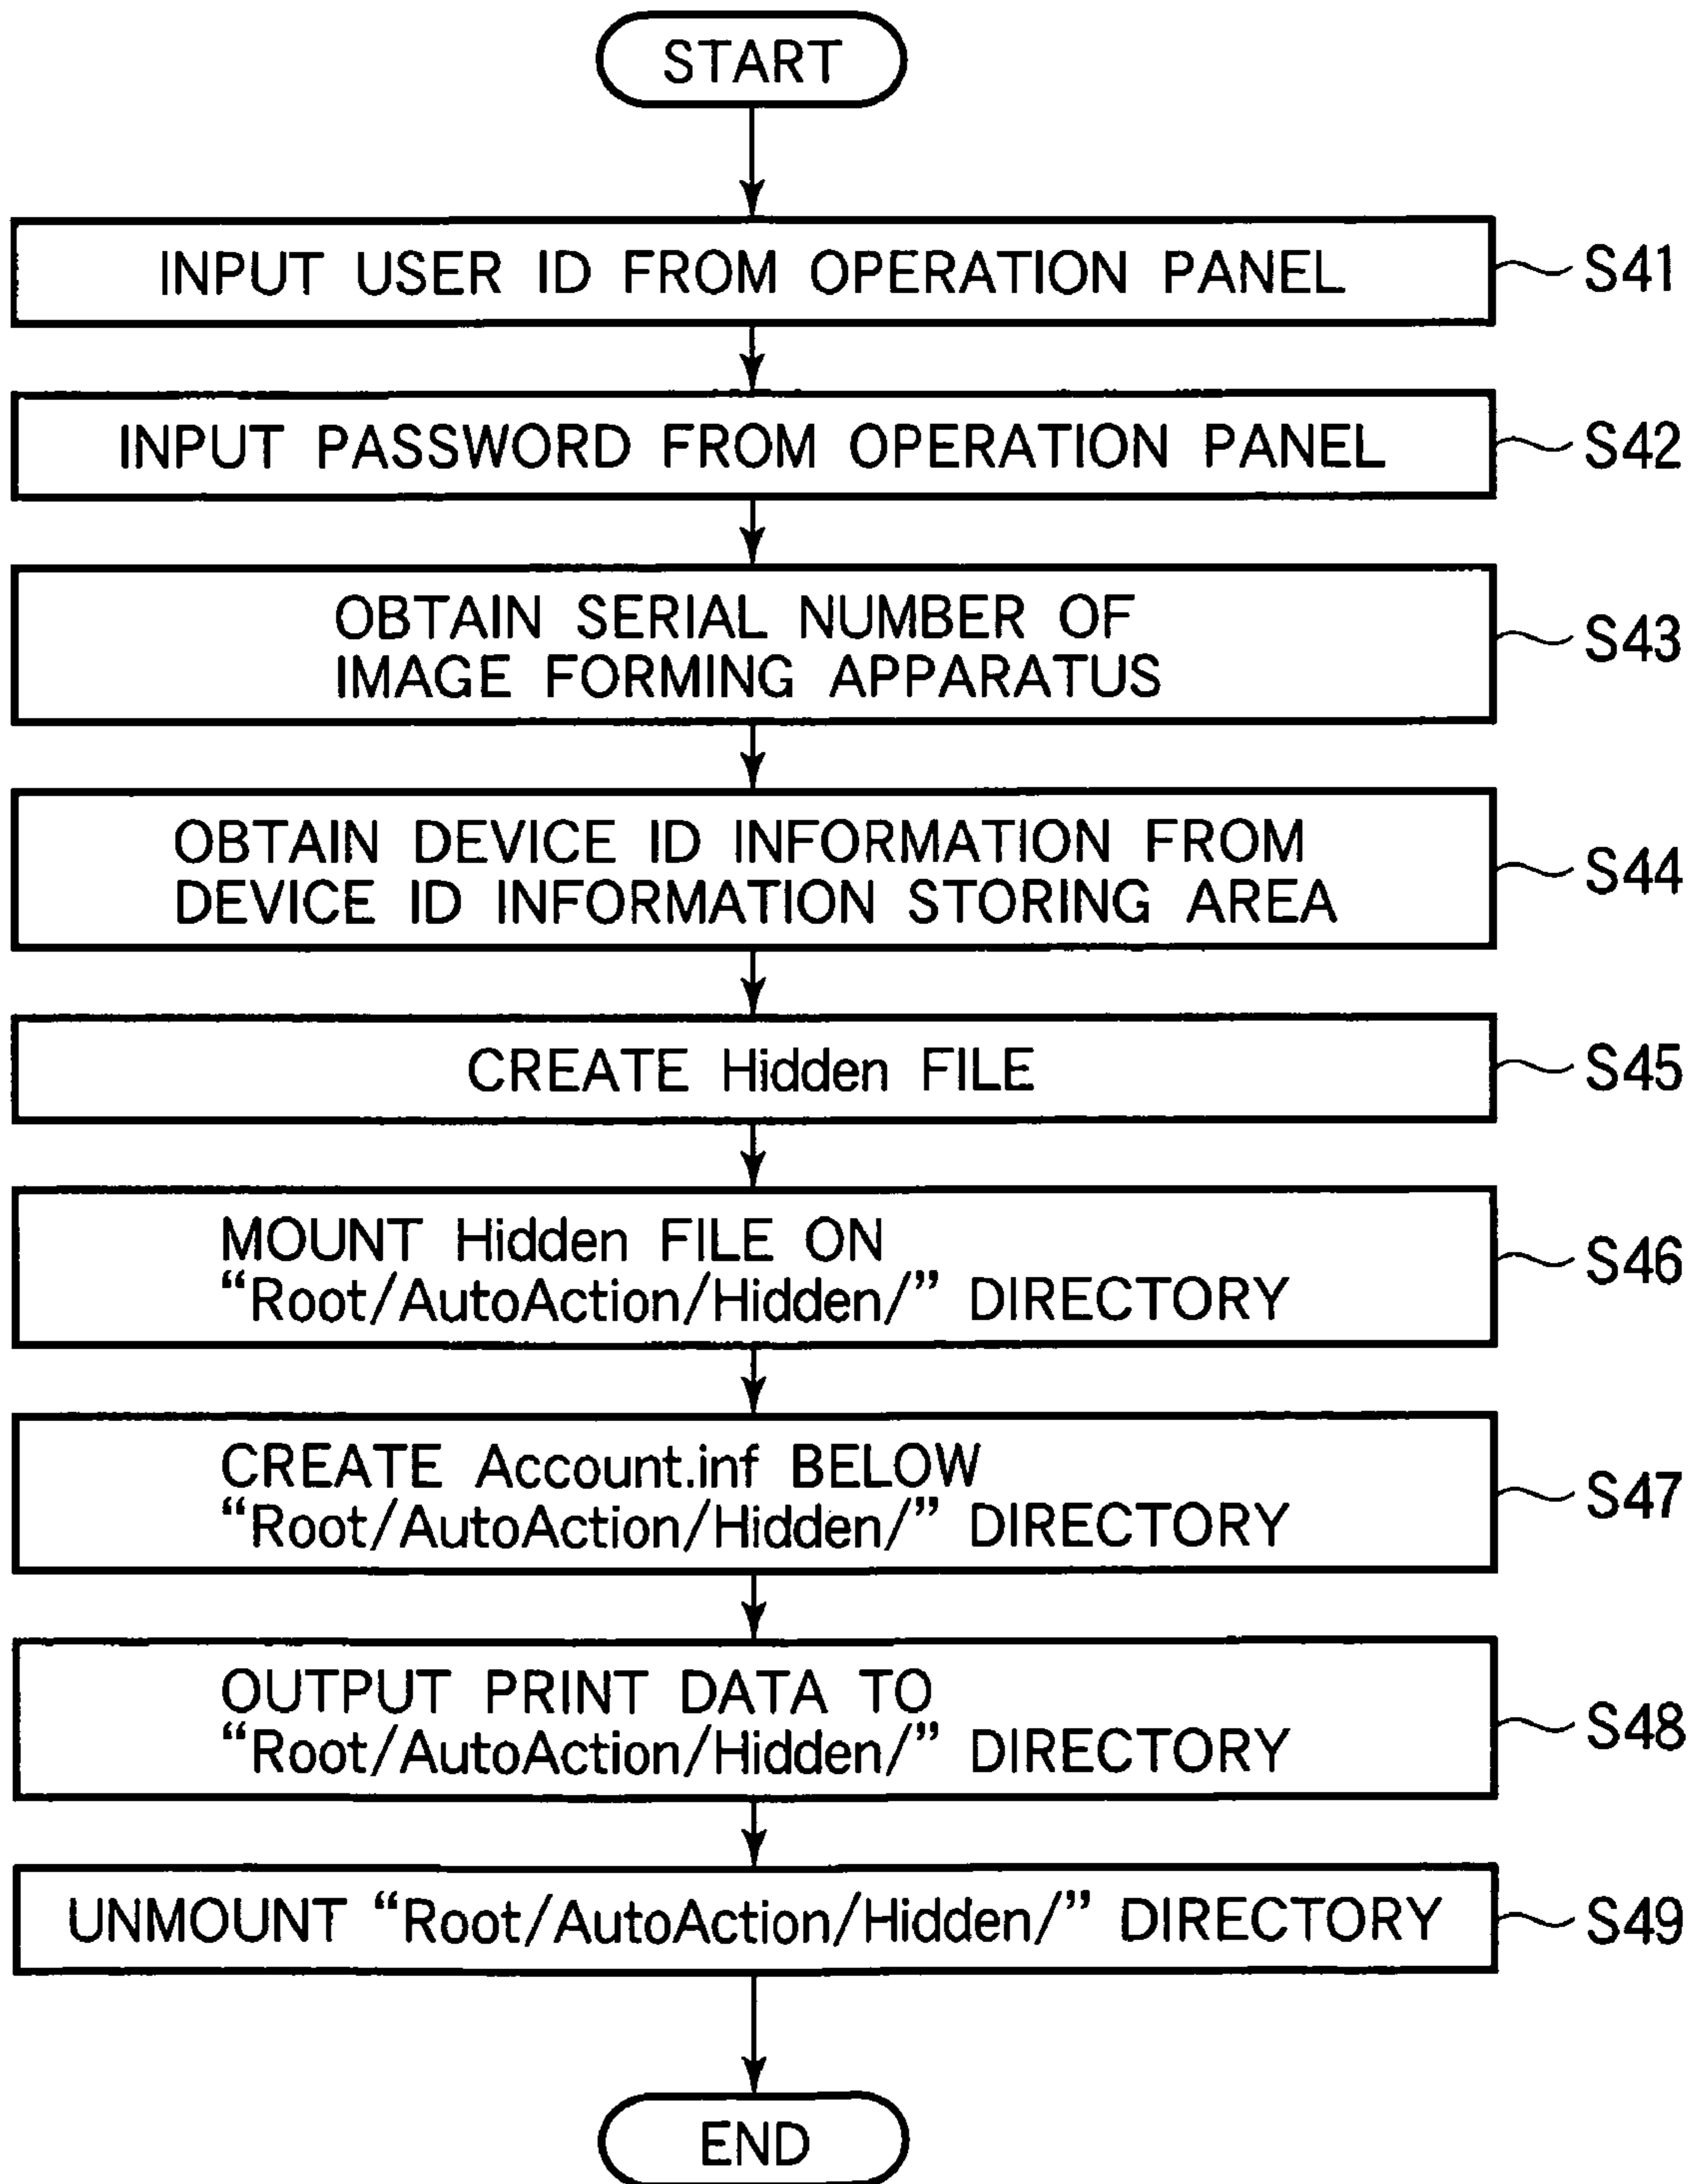 START
INPUT USER ID FROM OPERATION PANEL
S41
INPUT PASSWORD FROM OPERATION PANEL
S42
OBTAIN SERIAL NUMBER OF
IMAGE FORMING APPARATUS
S43
OBTAIN DEVICE ID INFORMATION FROM
DEVICE ID INFORMATION STORING AREA
S44
CREATE Hidden FILE
S45
MOUNT Hidden FILE ON
“Root/AutoAction/Hidden/” DIRECTORY
S46
CREATE Account.inf BELOW
“Root/AutoAction/Hidden/” DIRECTORY
S47
OUTPUT PRINT DATA TO
“Root/AutoAction/Hidden/” DIRECTORY
S48
UNMOUNT “Root/AutoAction/Hidden/” DIRECTORY
S49
END